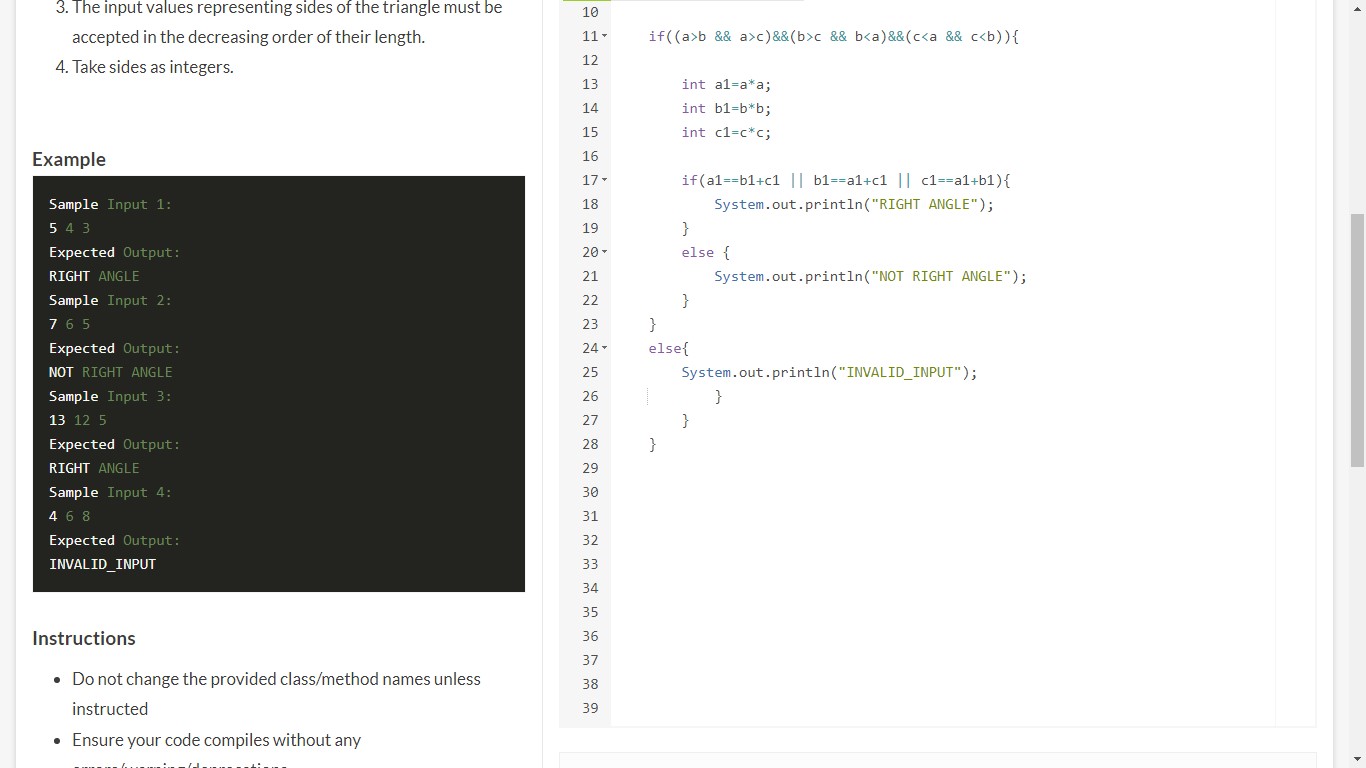 3. The input values representing sides of the triangle must be
accepted in the decreasing order of their length.
4. Take sides as integers.
Example
Sample Input 1:
5 4 3
Expected Output:
RIGHT ANGLE
Sample Input 2:
7 6 5
Expected Output:
NOT RIGHT ANGLE
Sample Input 3:
13 12 5
Expected Output:
RIGHT ANGLE
Sample Input 4:
4 6 8
Expected Output:
INVALID_INPUT
Instructions
• Do not change the provided class/method names unless
instructed
• Ensure your code compiles without any
errors/warning/deprecations
10
11 if((a>b && a>c)&&(b>c && b<a)&&(c<a && c<b)){
12
13 int a1=a*a;
14 int b1=b*b;
15 int c1=c*c;
16
17 if(a1==b1+c1 || b1==a1+c1 || c1==a1+b1){
18 System.out.println("RIGHT ANGLE");
19 }
20 else {
21 System.out.println("NOT RIGHT ANGLE");
22 }
23 }
24 else{
25 System.out.println("INVALID_INPUT");
26 }
27 }
28 }
29
30
31
32
33
34
35
36
37
38
39